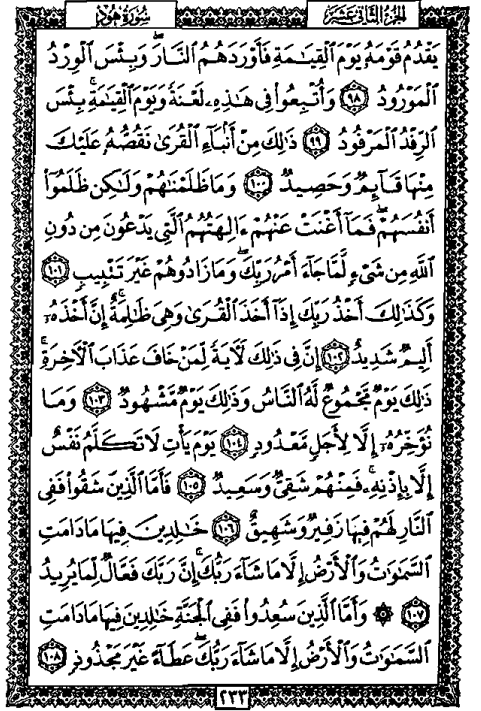 الجزء الثاني عشر
سورة هود
يَقْدُمُ قَوْمَهُۥ يَوْمَ ٱلْقِيَٰمَةِ فَأَوْرَدَهُمُ ٱلنَّارَ ۖ وَبِئْسَ ٱلْوِرْدُ
ٱلْمَوْرُودُ ﴿٩٨﴾ وَأُتْبِعُوا۟ فِى هَٰذِهِۦ لَعْنَةً وَيَوْمَ ٱلْقِيَٰمَةِ ۚ بِئْسَ
ٱلرِّفْدُ ٱلْمَرْفُودُ ﴿٩٩﴾ ذَٰلِكَ مِنْ أَنۢبَآءِ ٱلْقُرَىٰ نَقُصُّهُۥ عَلَيْكَ
مِنْهَا قَآئِمٌ وَحَصِيدٌ ﴿١٠٠﴾ وَمَا ظَلَمْنَٰهُمْ وَلَٰكِن ظَلَمُوٓا۟
أَنفُسَهُمْ ۖ فَمَآ أَغْنَتْ عَنْهُمْ ءَالِهَتُهُمُ ٱلَّتِى يَدْعُونَ مِن دُونِ
ٱللَّهِ مِن شَىْءٍ لَّمَّا جَآءَ أَمْرُ رَبِّكَ ۖ وَمَا زَادُوهُمْ غَيْرَ تَتْبِيبٍ ﴿١٠١﴾
وَكَذَٰلِكَ أَخْذُ رَبِّكَ إِذَآ أَخَذَ ٱلْقُرَىٰ وَهِىَ ظَٰلِمَةٌ ۚ إِنَّ أَخْذَهُۥٓ
أَلِيمٌ شَدِيدٌ ﴿١٠٢﴾ إِنَّ فِى ذَٰلِكَ لَءَايَةً لِّمَنْ خَافَ عَذَابَ ٱلْءَاخِرَةِ ۚ
ذَٰلِكَ يَوْمٌ مَّجْمُوعٌ لَّهُ ٱلنَّاسُ وَذَٰلِكَ يَوْمٌ مَّشْهُودٌ ﴿١٠٣﴾ وَمَا
نُؤَخِّرُهُۥٓ إِلَّا لِأَجَلٍ مَّعْدُودٍ ﴿١٠٤﴾ يَوْمَ يَأْتِ لَا تَكَلَّمُ نَفْسٌ
إِلَّا بِإِذْنِهِۦ ۚ فَمِنْهُمْ شَقِىٌّ وَسَعِيدٌ ﴿١٠٥﴾ فَأَمَّا ٱلَّذِينَ شَقُوا۟ فَفِى
ٱلنَّارِ لَهُمْ فِيهَا زَفِيرٌ وَشَهِيقٌ ﴿١٠٦﴾ خَٰلِدِينَ فِيهَا مَا دَامَتِ
ٱلسَّمَٰوَٰتُ وَٱلْأَرْضُ إِلَّا مَا شَآءَ رَبُّكَ ۚ إِنَّ رَبَّكَ فَعَّالٌ لِّمَا يُرِيدُ
﴿١٠٧﴾ ۞ وَأَمَّا ٱلَّذِينَ سُعِدُوا۟ فَفِى ٱلْجَنَّةِ خَٰلِدِينَ فِيهَا مَا دَامَتِ
ٱلسَّمَٰوَٰتُ وَٱلْأَرْضُ إِلَّا مَا شَآءَ رَبُّكَ ۖ عَطَآءً غَيْرَ مَجْذُوذٍ ﴿١٠٨﴾
٢٣٣